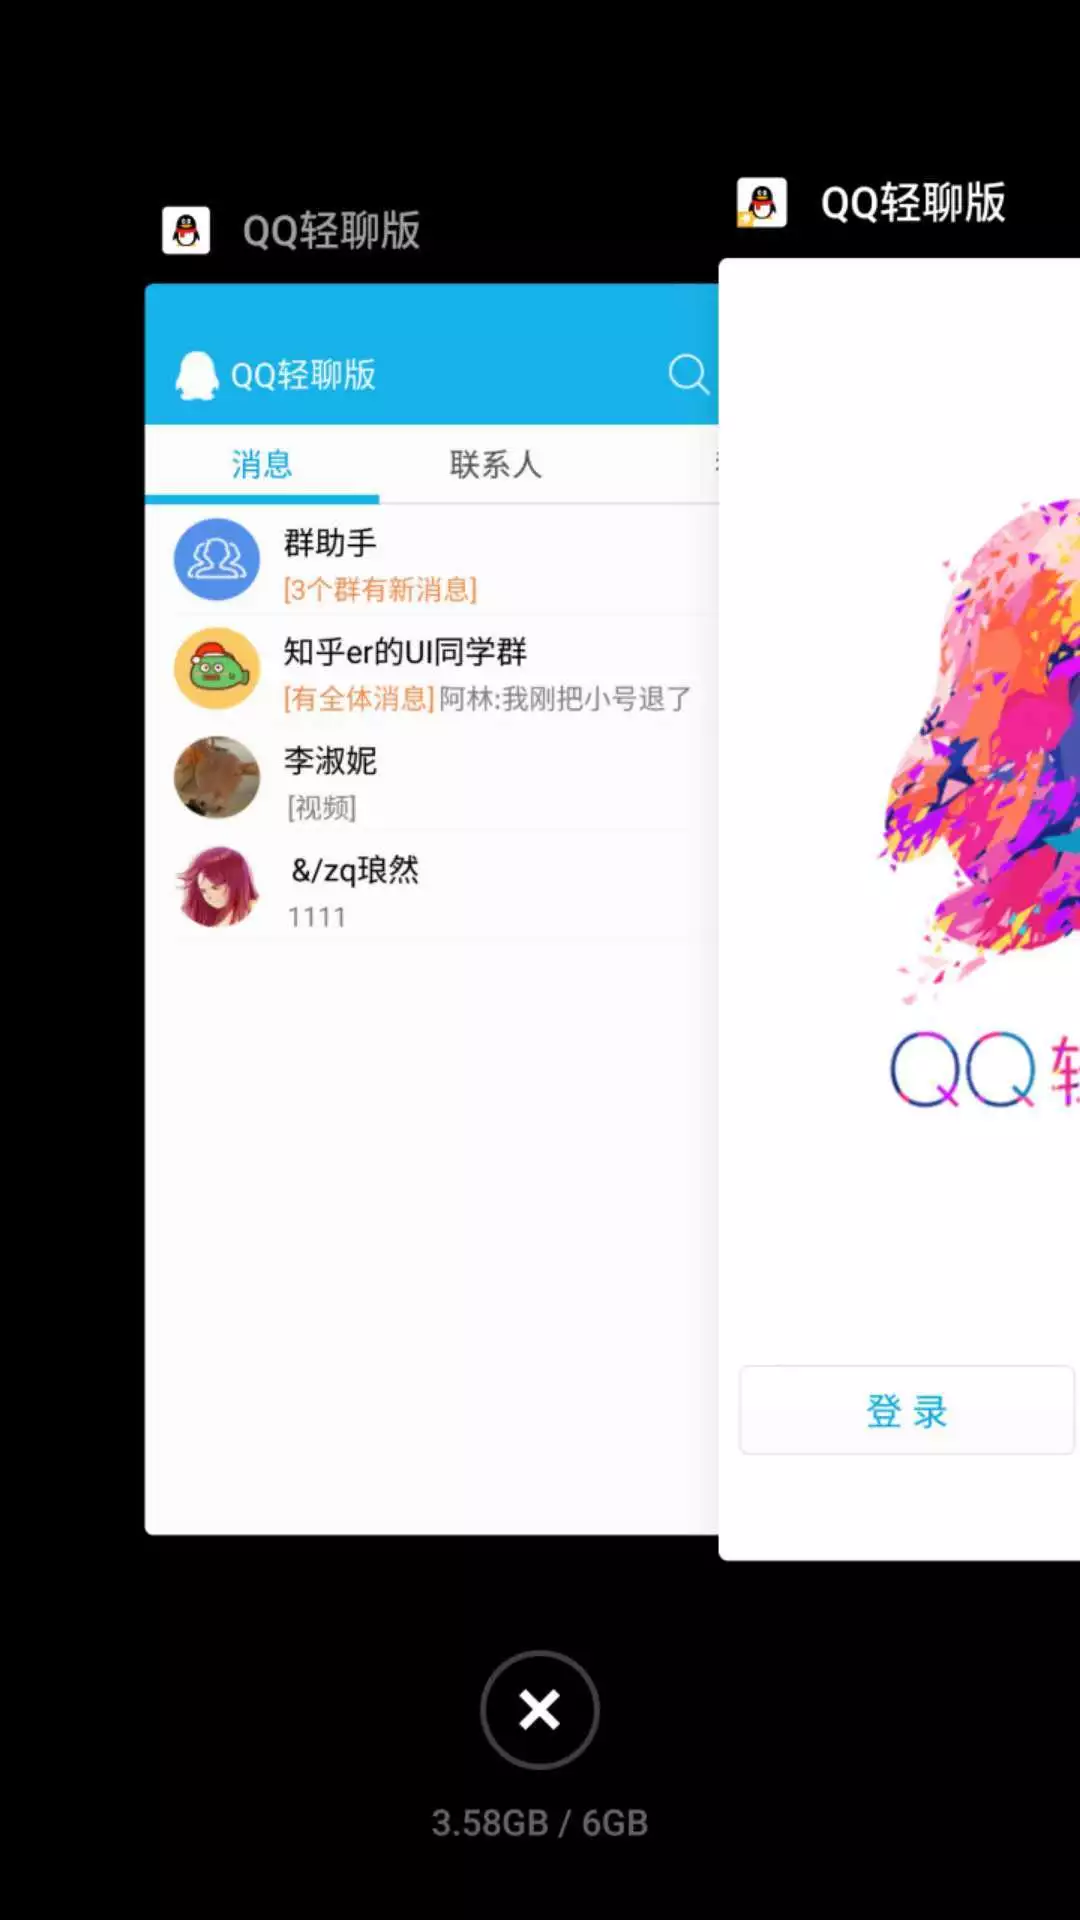 QQ轻聊版
QQ轻聊版
QQ轻聊版
消息
联系人
群助手
[3个群有新消息]
知乎er的UI同学群
[有全体消息]阿林:我刚把小号退了
李淑妮
[视频]
&/zq琅然
1111
QQ轻
登 录
3.58GB / 6GB